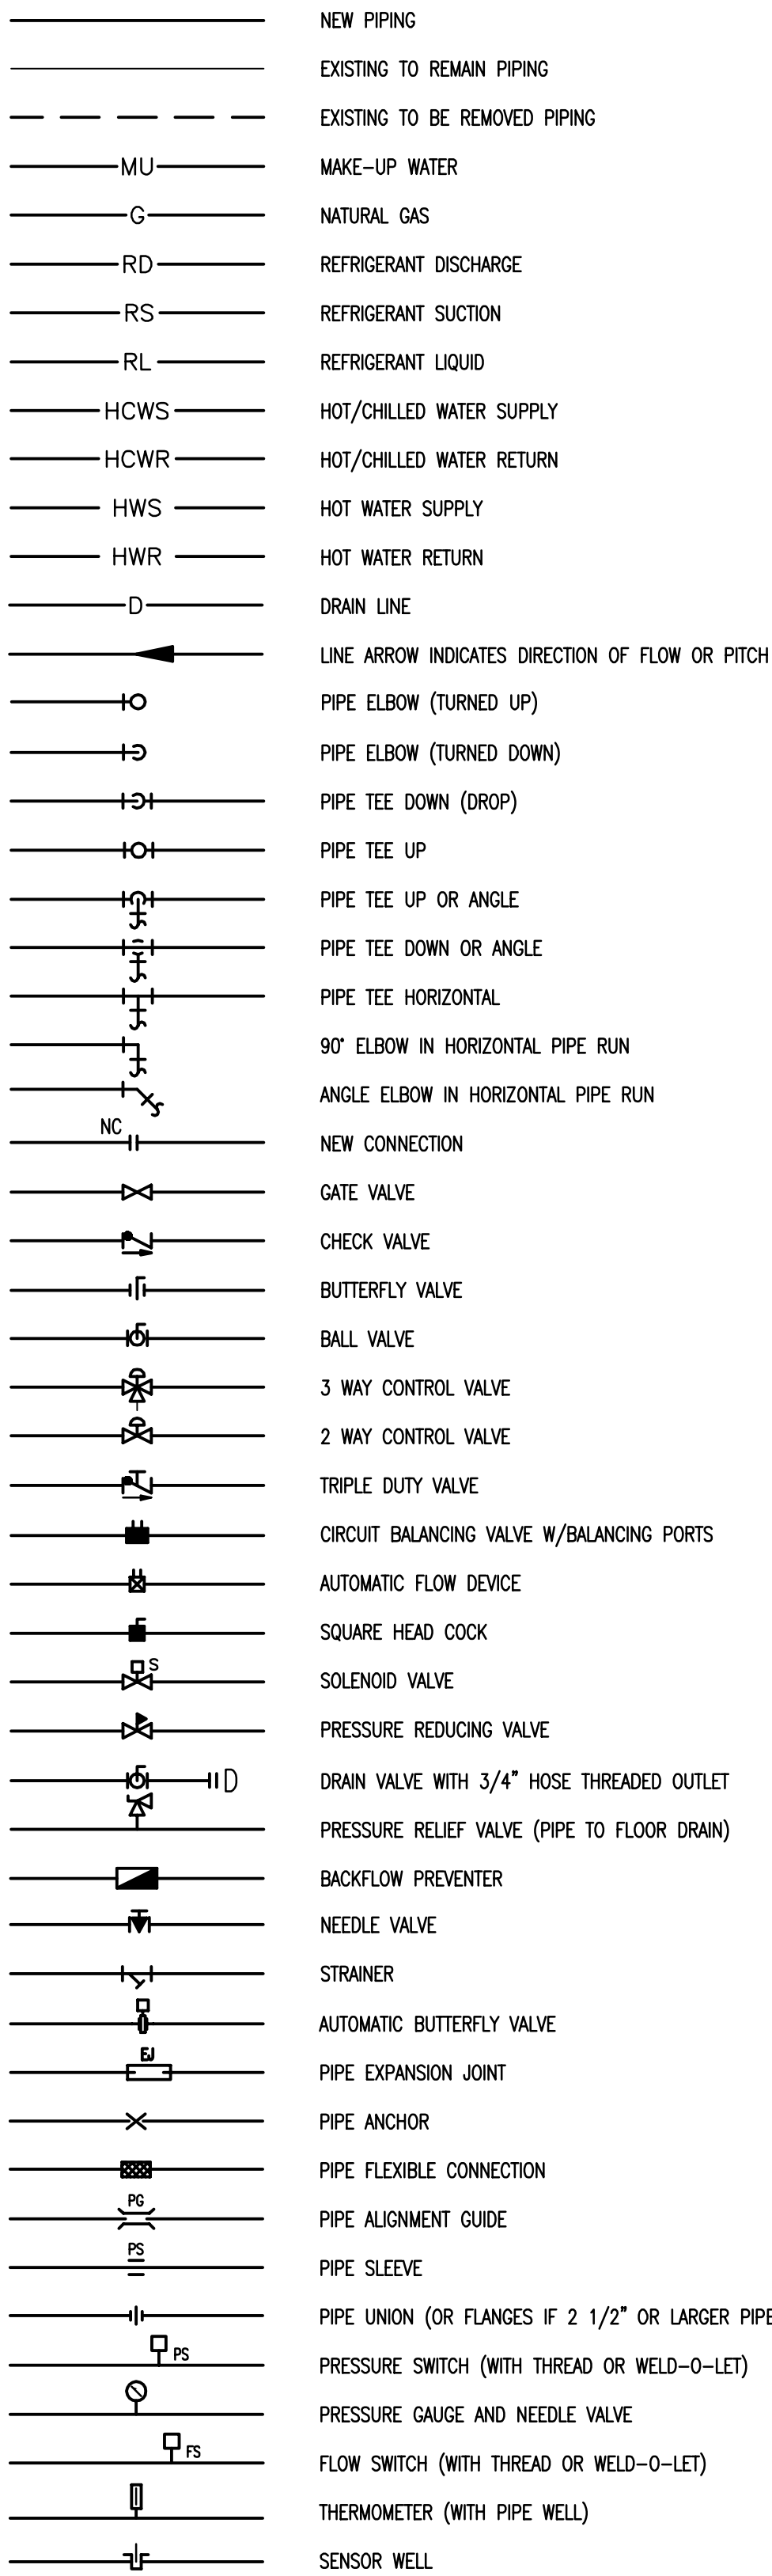 NEW PIPING
EXISTING TO REMAIN PIPING
EXISTING TO BE REMOVED PIPING
MU MAKE-UP WATER
G NATURAL GAS
RD REFRIGERANT DISCHARGE
RS REFRIGERANT SUCTION
RL REFRIGERANT LIQUID
HCWS HOT/CHILLED WATER SUPPLY
HCWR HOT/CHILLED WATER RETURN
HWS HOT WATER SUPPLY
HWR HOT WATER RETURN
D DRAIN LINE
LINE ARROW INDICATES DIRECTION OF FLOW OR PITCH
PIPE ELBOW (TURNED UP)
PIPE ELBOW (TURNED DOWN)
PIPE TEE DOWN (DROP)
PIPE TEE UP
PIPE TEE UP OR ANGLE
PIPE TEE DOWN OR ANGLE
PIPE TEE HORIZONTAL
90° ELBOW IN HORIZONTAL PIPE RUN
ANGLE ELBOW IN HORIZONTAL PIPE RUN
NC NEW CONNECTION
GATE VALVE
CHECK VALVE
BUTTERFLY VALVE
BALL VALVE
3 WAY CONTROL VALVE
2 WAY CONTROL VALVE
TRIPLE DUTY VALVE
CIRCUIT BALANCING VALVE W/BALANCING PORTS
AUTOMATIC FLOW DEVICE
SQUARE HEAD COCK
S SOLENOID VALVE
PRESSURE REDUCING VALVE
DRAIN VALVE WITH 3/4" HOSE THREADED OUTLET
PRESSURE RELIEF VALVE (PIPE TO FLOOR DRAIN)
BACKFLOW PREVENTER
NEEDLE VALVE
STRAINER
AUTOMATIC BUTTERFLY VALVE
EJ PIPE EXPANSION JOINT
PIPE ANCHOR
PIPE FLEXIBLE CONNECTION
PG PIPE ALIGNMENT GUIDE
PS PIPE SLEEVE
PIPE UNION (OR FLANGES IF 2 1/2" OR LARGER PIPE
PS PRESSURE SWITCH (WITH THREAD OR WELD-O-LET)
PRESSURE GAUGE AND NEEDLE VALVE
FS FLOW SWITCH (WITH THREAD OR WELD-O-LET)
THERMOMETER (WITH PIPE WELL)
SENSOR WELL